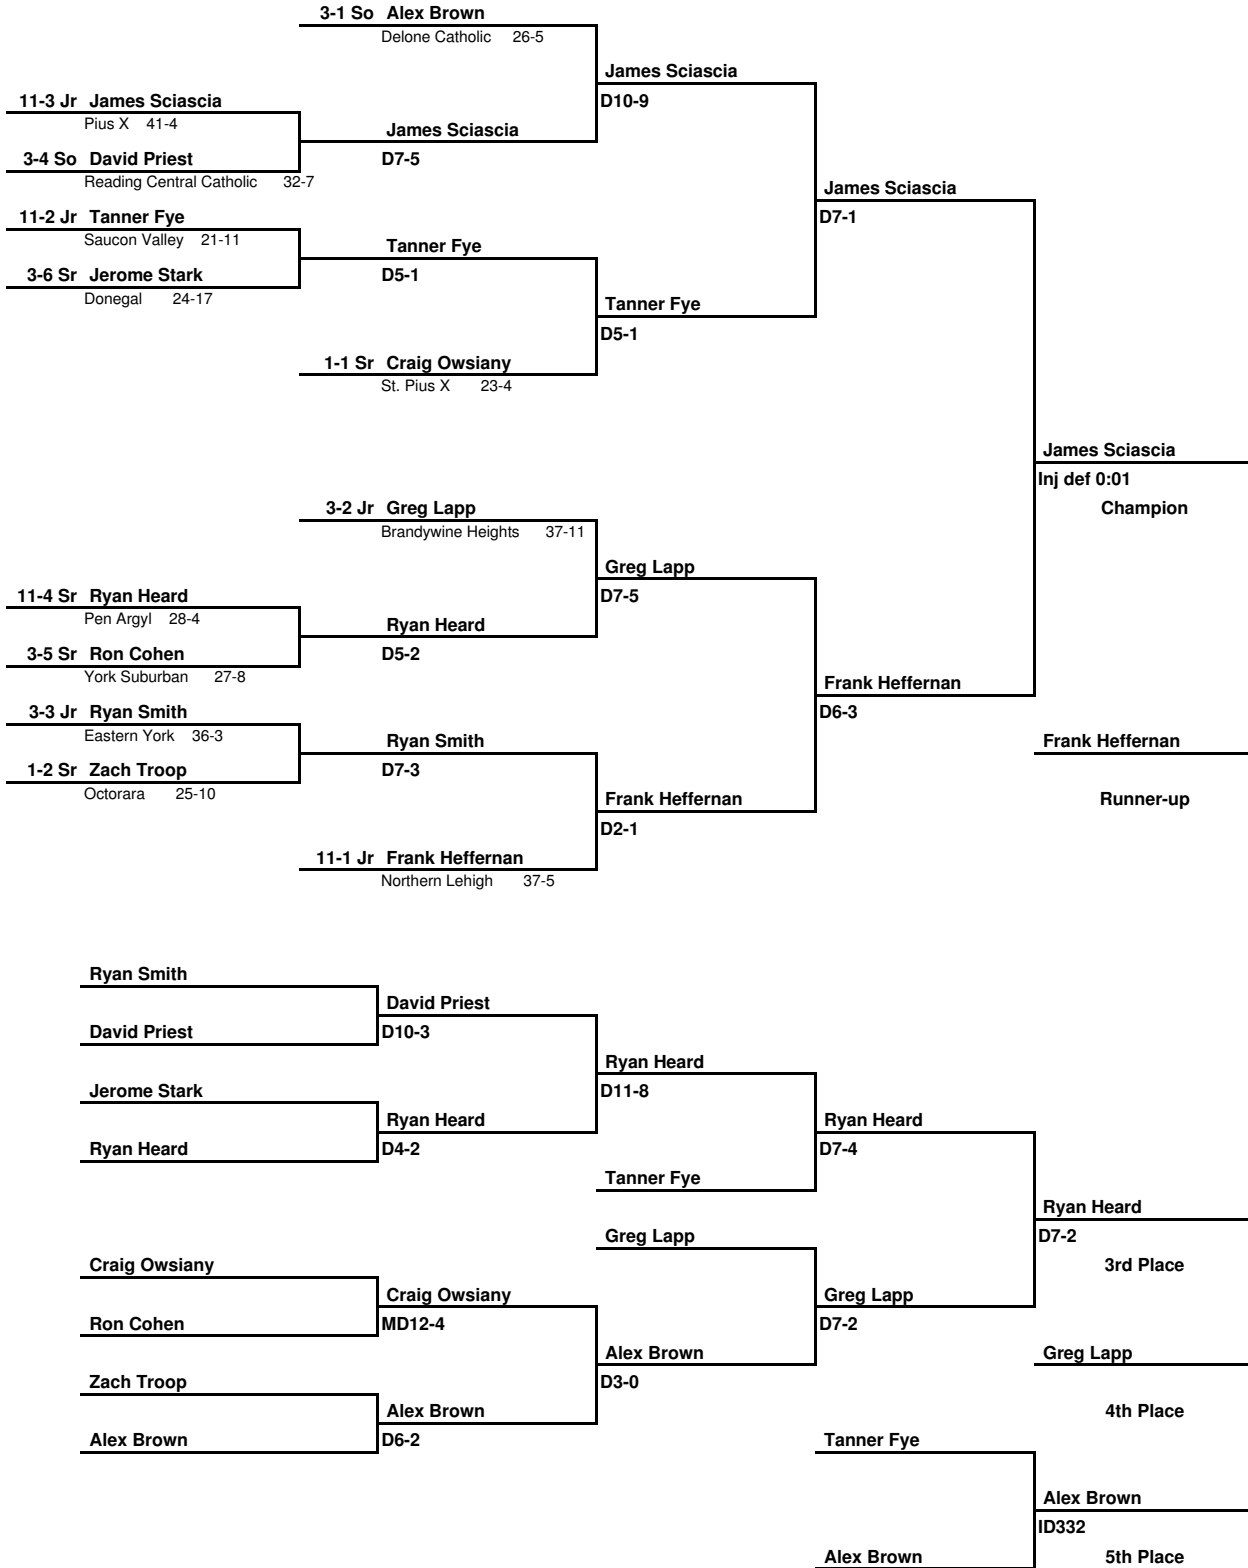 3-1 So Alex Brown
Delone Catholic 26-5
James Sciascia
D10-9
11-3 Jr James Sciascia
Pius X 41-4
James Sciascia
D7-5
3-4 So David Priest
Reading Central Catholic 32-7
James Sciascia
D7-1
11-2 Jr Tanner Fye
Saucon Valley 21-11
Tanner Fye
D5-1
3-6 Sr Jerome Stark
Donegal 24-17
Tanner Fye
D5-1
1-1 Sr Craig Owsiany
St. Pius X 23-4
James Sciascia
Inj def 0:01
Champion
3-2 Jr Greg Lapp
Brandywine Heights 37-11
Greg Lapp
D7-5
11-4 Sr Ryan Heard
Pen Argyl 28-4
Ryan Heard
D5-2
3-5 Sr Ron Cohen
York Suburban 27-8
Frank Heffernan
D6-3
3-3 Jr Ryan Smith
Eastern York 36-3
Ryan Smith
D7-3
Frank Heffernan
Runner-up
1-2 Sr Zach Troop
Octorara 25-10
Frank Heffernan
D2-1
11-1 Jr Frank Heffernan
Northern Lehigh 37-5
Ryan Smith
David Priest
D10-3
David Priest
Ryan Heard
D11-8
Jerome Stark
Ryan Heard
D4-2
Ryan Heard
Ryan Heard
D7-4
Tanner Fye
Ryan Heard
D7-2
3rd Place
Greg Lapp
Craig Owsiany
Craig Owsiany
MD12-4
Ron Cohen
Greg Lapp
D7-2
Alex Brown
D3-0
Greg Lapp
4th Place
Zach Troop
Alex Brown
D6-2
Alex Brown
Tanner Fye
Alex Brown
ID332
5th Place
Alex Brown